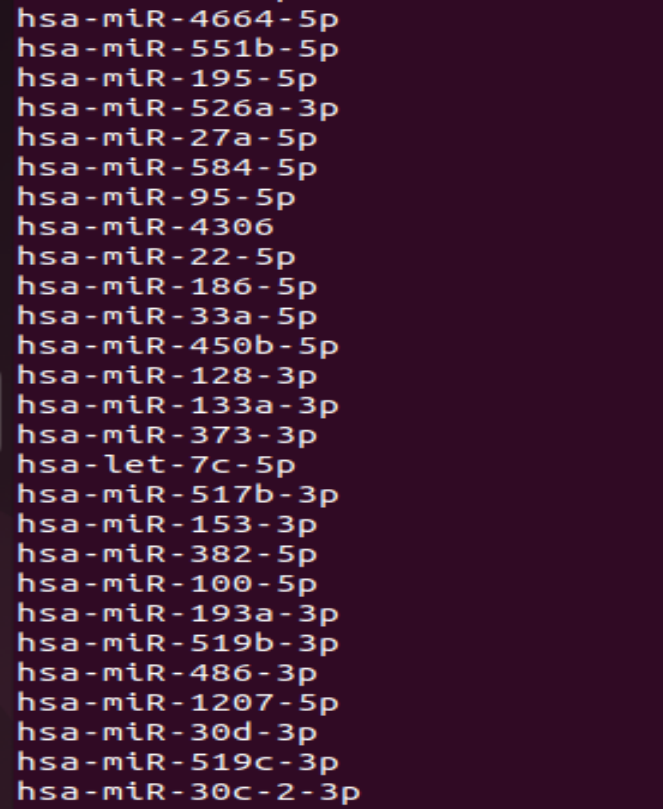 hsa-miR-4664-5p
hsa-miR-551b-5p
hsa-miR-195-5p
hsa-miR-526a-3p
hsa-miR-27a-5p
hsa-miR-584-5p
hsa-miR-95-5p
hsa-miR-4306
hsa-miR-22-5p
hsa-miR-186-5p
hsa-miR-33a-5p
hsa-miR-450b-5p
hsa-miR-128-3p
hsa-miR-133a-3p
hsa-miR-373-3p
hsa-let-7c-5p
hsa-miR-517b-3p
hsa-miR-153-3p
hsa-miR-382-5p
hsa-miR-100-5p
hsa-miR-193a-3p
hsa-miR-519b-3p
hsa-miR-486-3p
hsa-miR-1207-5p
hsa-miR-30d-3p
hsa-miR-519c-3p
hsa-miR-30c-2-3p